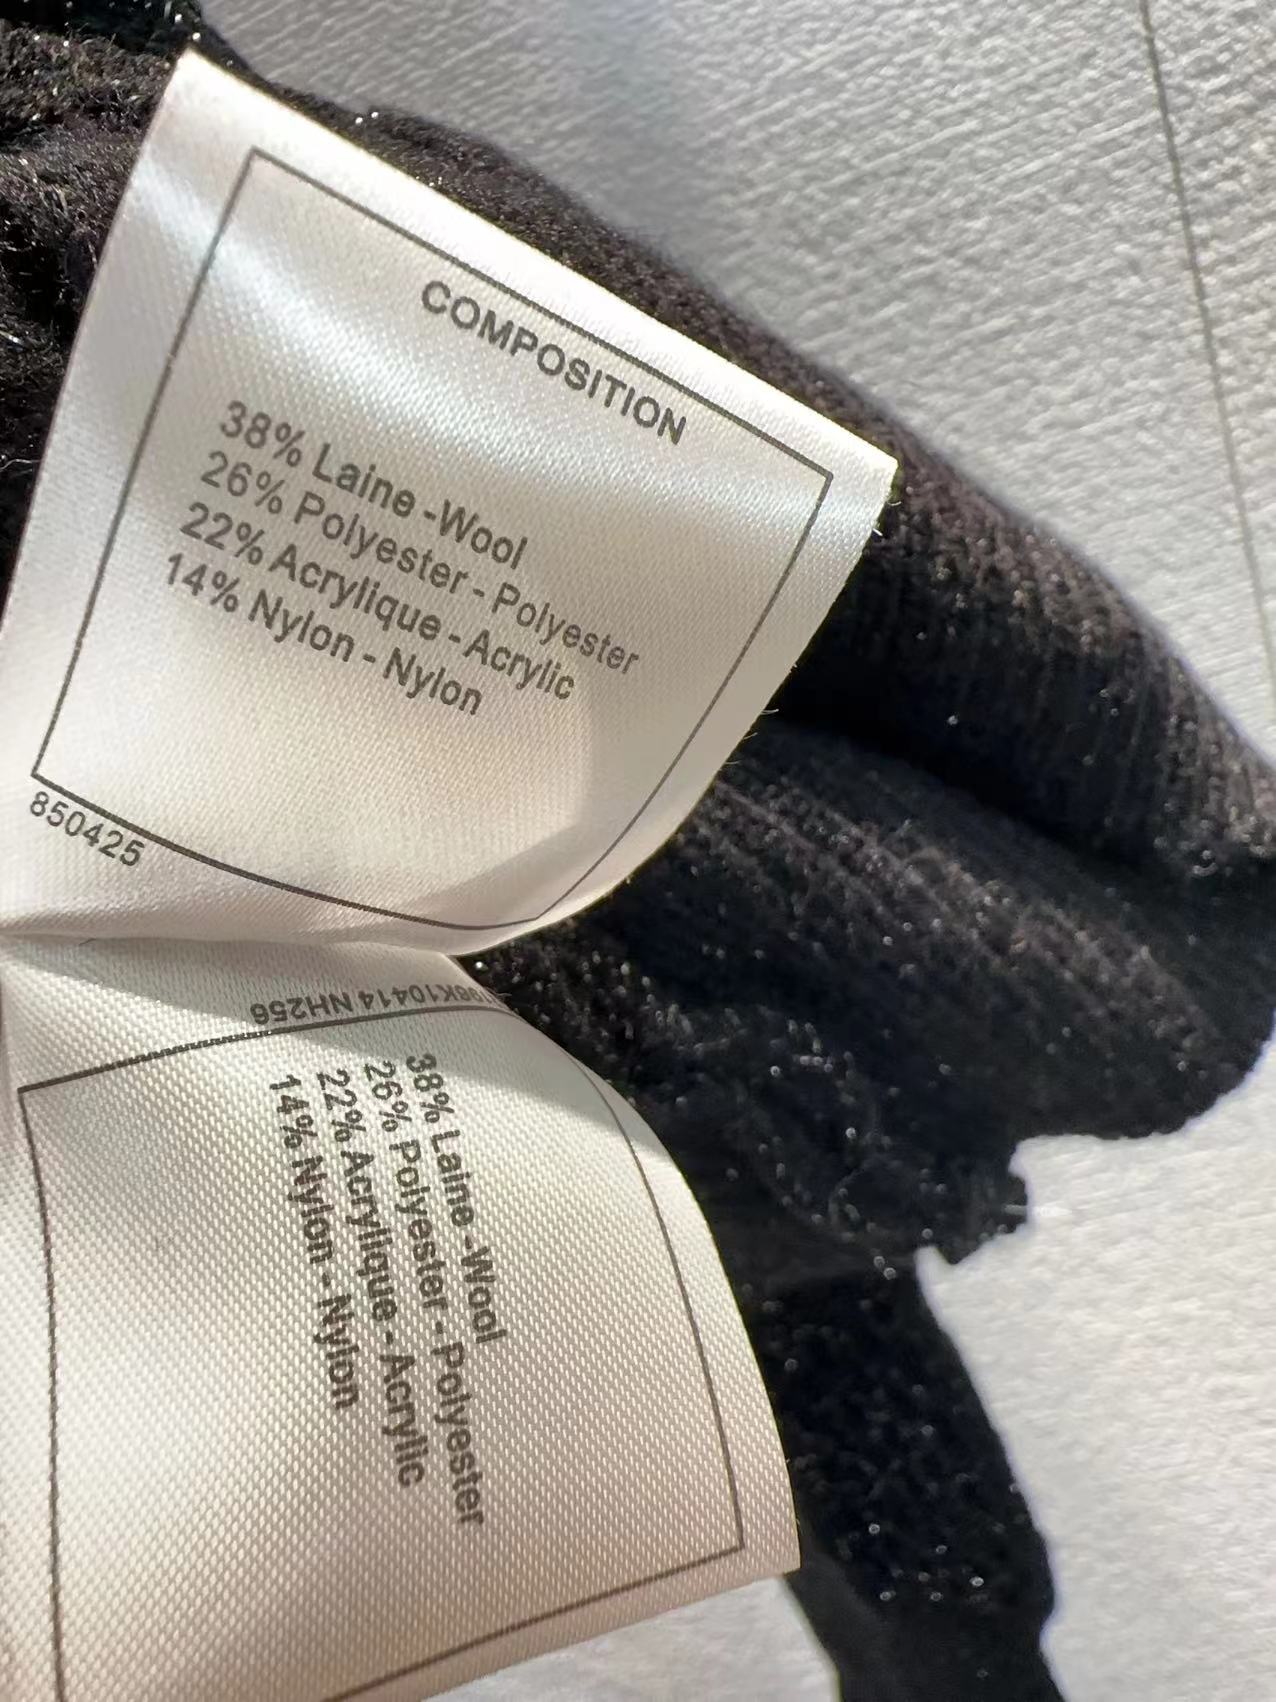 COMPOSITION
38% Laine -Wool
26% Polyester - Polyester
22% Acrylique - Acrylic
14% Nylon - Nylon
850425
NH256
38% Laine -Wool
26% Polyester - Polyester
22% Acrylique - Acrylic
14% Nylon - Nylon